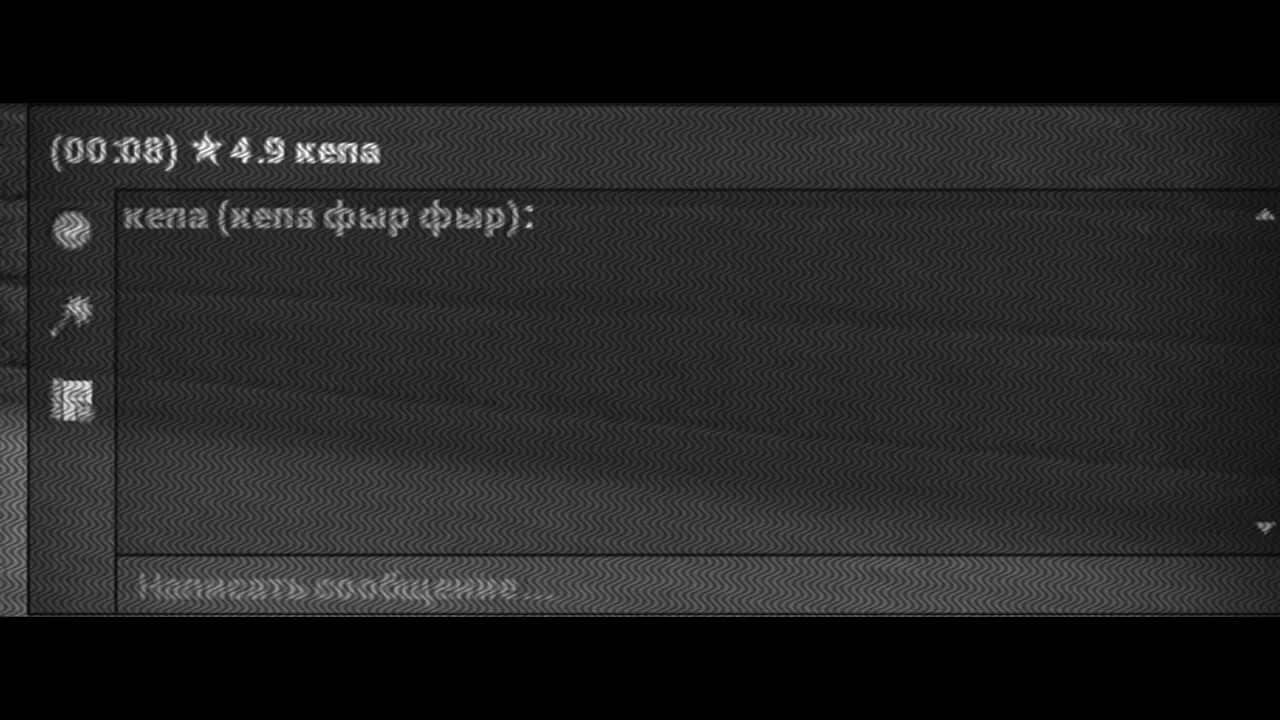 (00:08) ★ 4.9 кепа
кепа (кепа фыр фыр):
Написать сообщение...